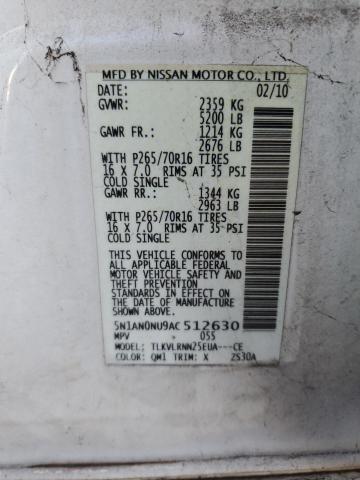 MFD BY NISSAN MOTOR CO., LTD.
DATE: 02/10
GVWR: 2359 KG
5200 LB
GAWR FR.: 1214 KG
2676 LB
WITH P265/70R16 TIRES
16 X 7.0 RIMS AT 35 PSI
COLD SINGLE
GAWR RR.: 1344 KG
2963 LB
WITH P265/70R16 TIRES
16 X 7.0 RIMS AT 35 PSI
COLD SINGLE
THIS VEHICLE CONFORMS TO
ALL APPLICABLE FEDERAL
MOTOR VEHICLE SAFETY
STANDARDS IN EFFECT ON
THE DATE OF MANUFACTURE
SHOWN ABOVE.
5N1AN0NU9AC512630
MPV 055
MODEL: TLKVLRNN25EUA---CE
COLOR: QM1 TRIM: X ZS30A